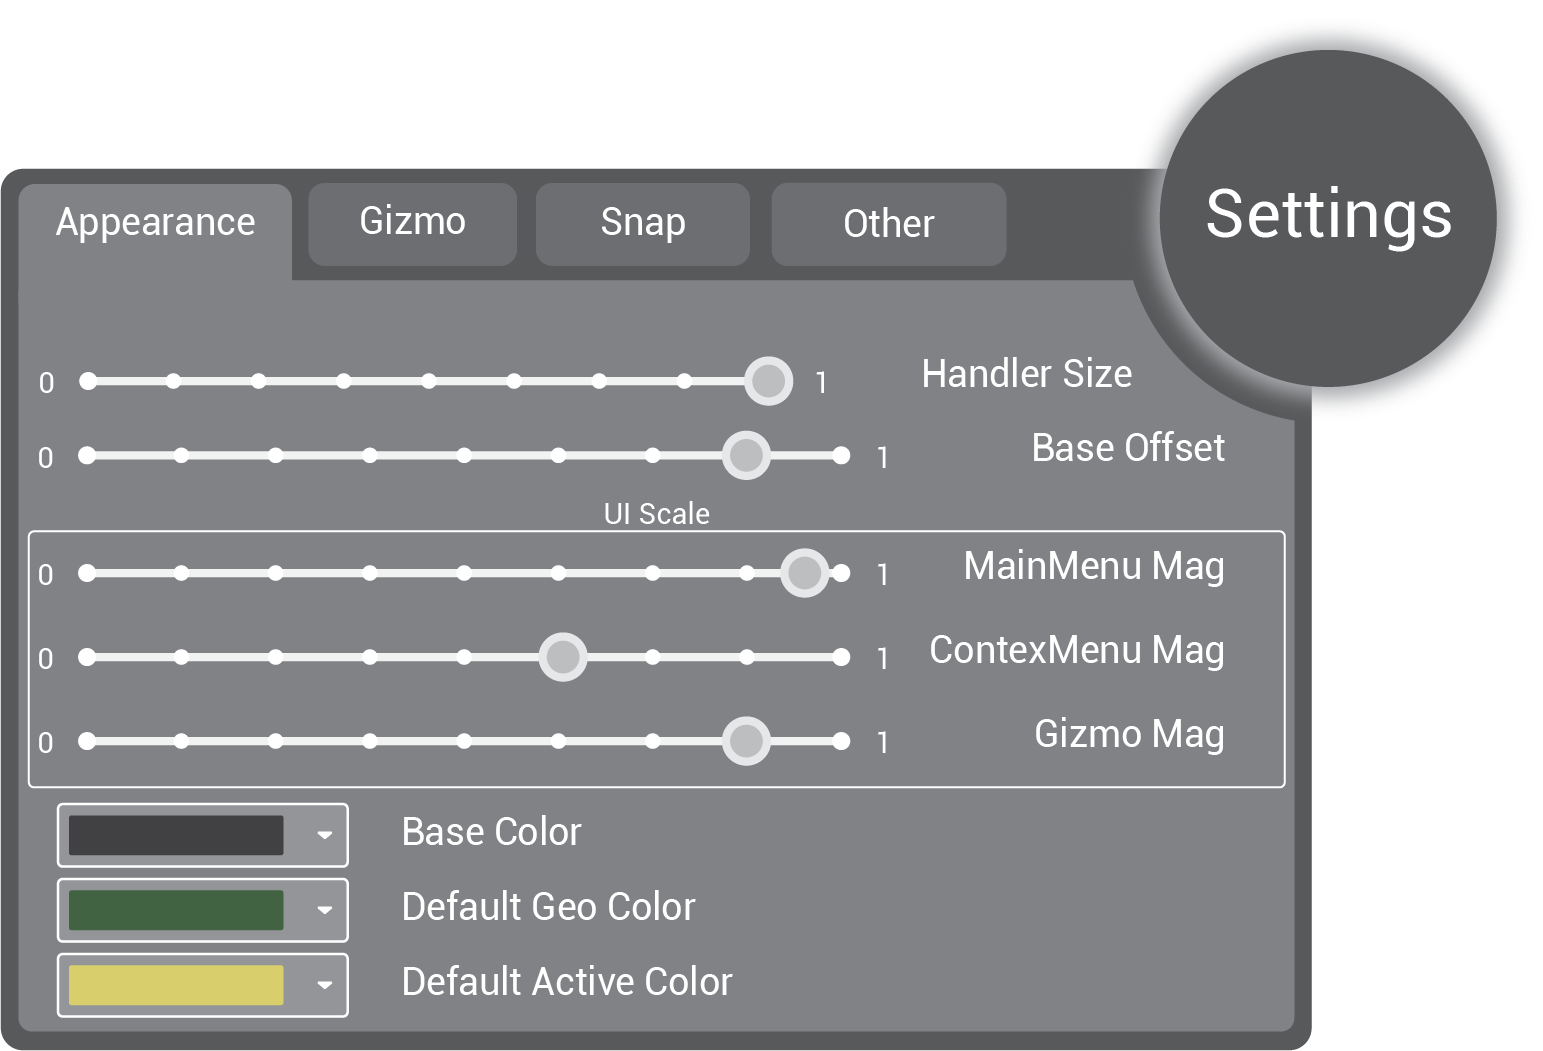 Settings
Appearance Gizmo Snap Other
0 1 Handler Size
0 1 Base Offset
UI Scale
0 1 MainMenu Mag
0 1 ContexMenu Mag
0 1 Gizmo Mag
Base Color
Default Geo Color
Default Active Color